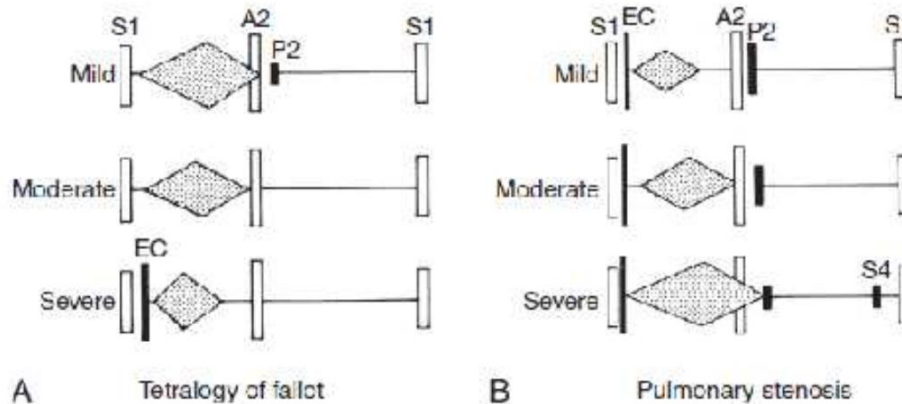 S1 A2 P2 S1
Mild
Moderate
EC
Severe
A Tetralogy of fallot
S1 EC A2 P2 S
Mild
Moderate
S4
Severe
B Pulmonary stenosis